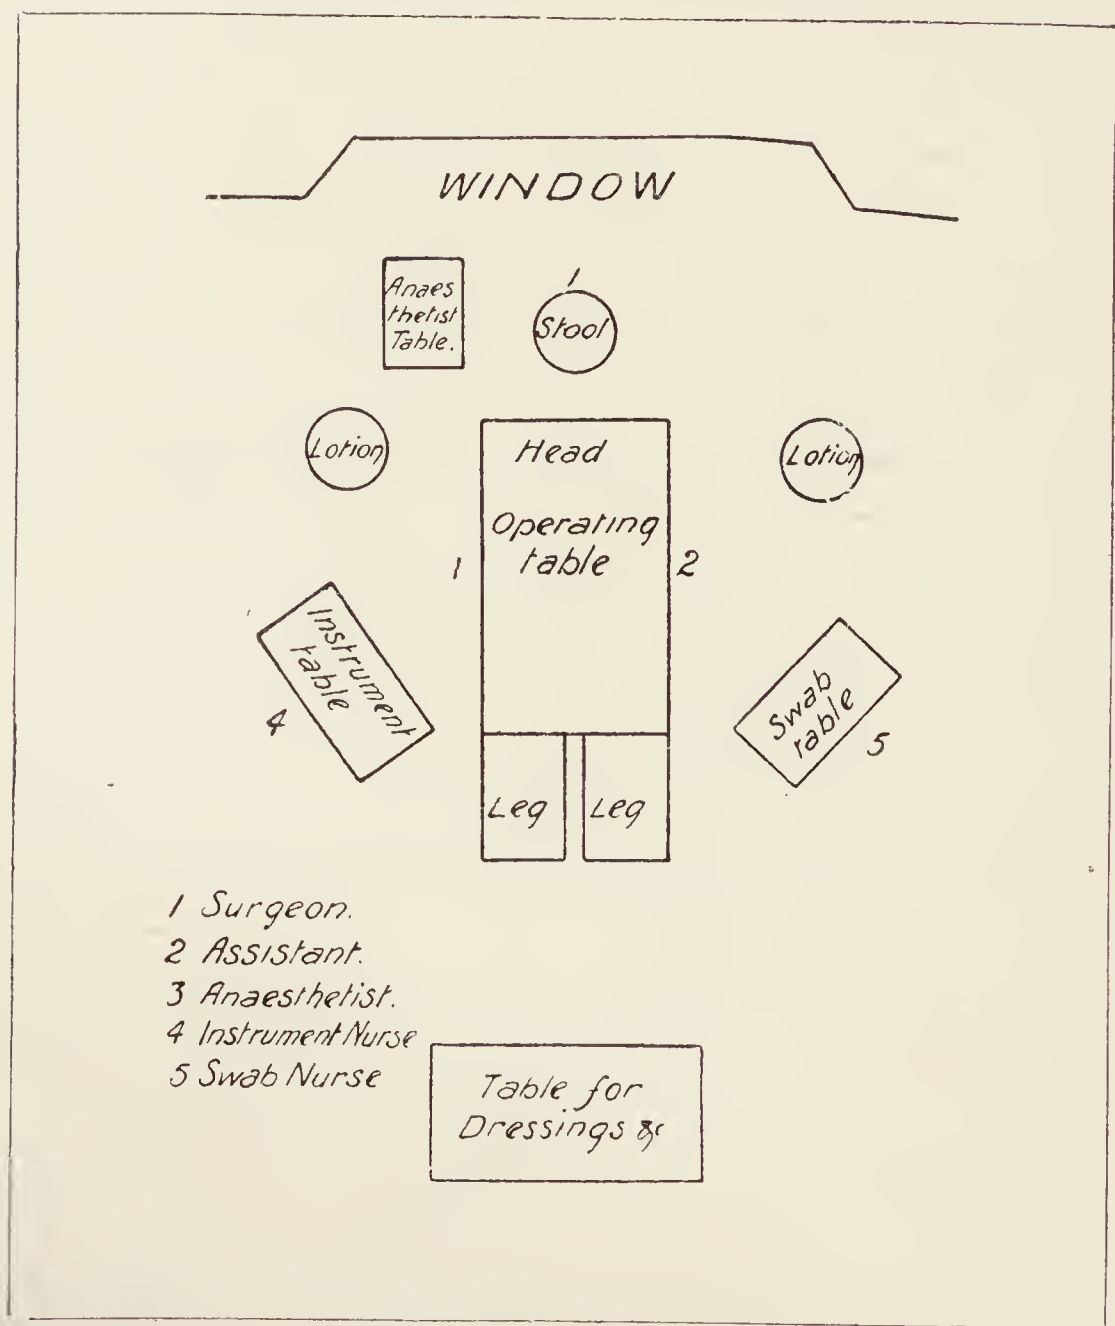 WINDOW
Anaes
thetist
Table.
1
Stool
Lotion
Head
Lotion
Operating
table
1
2
Instrument
table
4
Swab
table
5
Leg
Leg
1 Surgeon.
2 Assistant.
3 Anaesthetist.
4 Instrument Nurse
5 Swab Nurse
Table for
Dressings &c